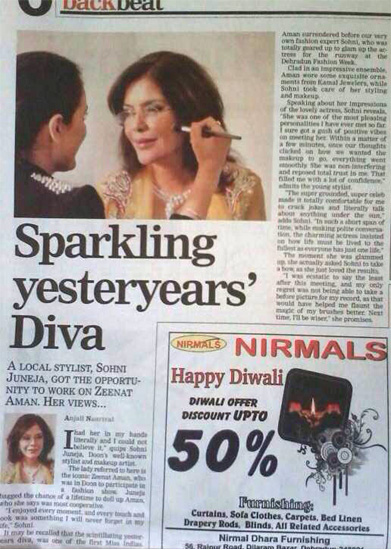 backbeat
Sparkling
yesteryears'
Diva
A LOCAL STYLIST, SOHNI
JUNEJA, GOT THE OPPORTU-
NITY TO WORK ON ZEENAT
AMAN. HER VIEWS...
Anjali Nauriyal
I had her in my hands
literally and I could not
believe it." quips Sohni
Juneja, Doon's well-known
stylist and makeup artist.
The lady referred to here is
the iconic Zeenat Aman, who
was in Doon to participate in
a fashion show. Juneja
bagged the chance of a lifetime to doll up Aman,
who she says was most cooperative.
"I enjoyed every moment, and every touch and
look was something I will never forget in my
life," Sohni.
It may be recalled that the scintillating yester-
years diva, was one of the first Miss Indias
Aman surrendered before our very
own fashion expert Sohni, who was
totally geared up to glam up the ac-
tress for the runway at the
Dehradun Fashion Week.
Clad in an impressive ensemble,
Aman wore some exquisite orna-
ments from Kamal Jewelers, while
Sohni took care of her styling
and makeup.
Speaking about her impressions
of the lovely actress, Sohni reveals,
"She was one of the most pleasing
personalities I have ever met so far.
I sure got a gush of positive vibes
on meeting her. Within a matter of
a few minutes, once our thoughts
clicked on how we wanted the
makeup to go, everything went
smoothly. She was non-interfering
and reposed total trust in me. That
filled me with a lot of confidence,"
admits the young stylist.
"The super grounded, super celeb
made it totally comfortable for me
to crack jokes and literally talk
about anything under the sun,"
adds Sohni. "In such a short span of
time, while making polite conversa-
tion, the charming actress insisted
on how life must be lived to the
fullest as everyone has just one life."
The moment she was glammed
up, she actually asked Sohni to take
a bow, as she just loved the results.
"I was ecstatic to say the least
after this meeting, and my only
regret was not being able to take a
before picture for my record, as that
would have helped me flaunt the
magic of my brushes better. Next
time, I'll be wiser," she promises.
NIRMALS NIRMALS
Happy Diwali
DIWALI OFFER
DISCOUNT UPTO
50%
Furnishing:
Curtains, Sofa Clothes, Carpets, Bed Linen
Drapery Rods, Blinds, All Related Accessories
Nirmal Dhara Furnishing
56, Rajpur Road, Dilaram Bazar, Dehradun